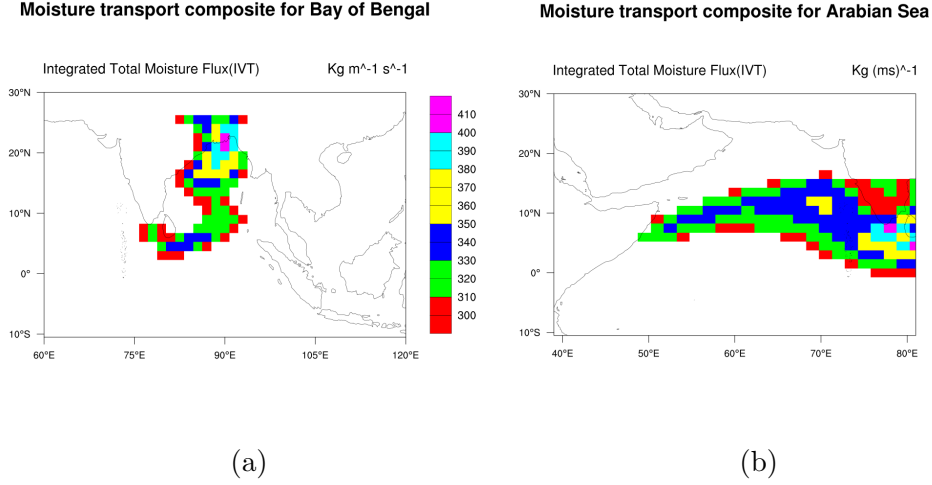 Moisture transport composite for Bay of Bengal
Integrated Total Moisture Flux(IVT) Kg m^-1 s^-1
30°N
20°N
10°N
0°
10°S
60°E 75°E 90°E 105°E 120°E
410
400
390
380
370
360
350
340
330
320
310
300
(a)
Moisture transport composite for Arabian Sea
Integrated Total Moisture Flux(IVT) Kg (ms)^-1
30°N
20°N
10°N
0°
10°S
40°E 50°E 60°E 70°E 80°E
(b)